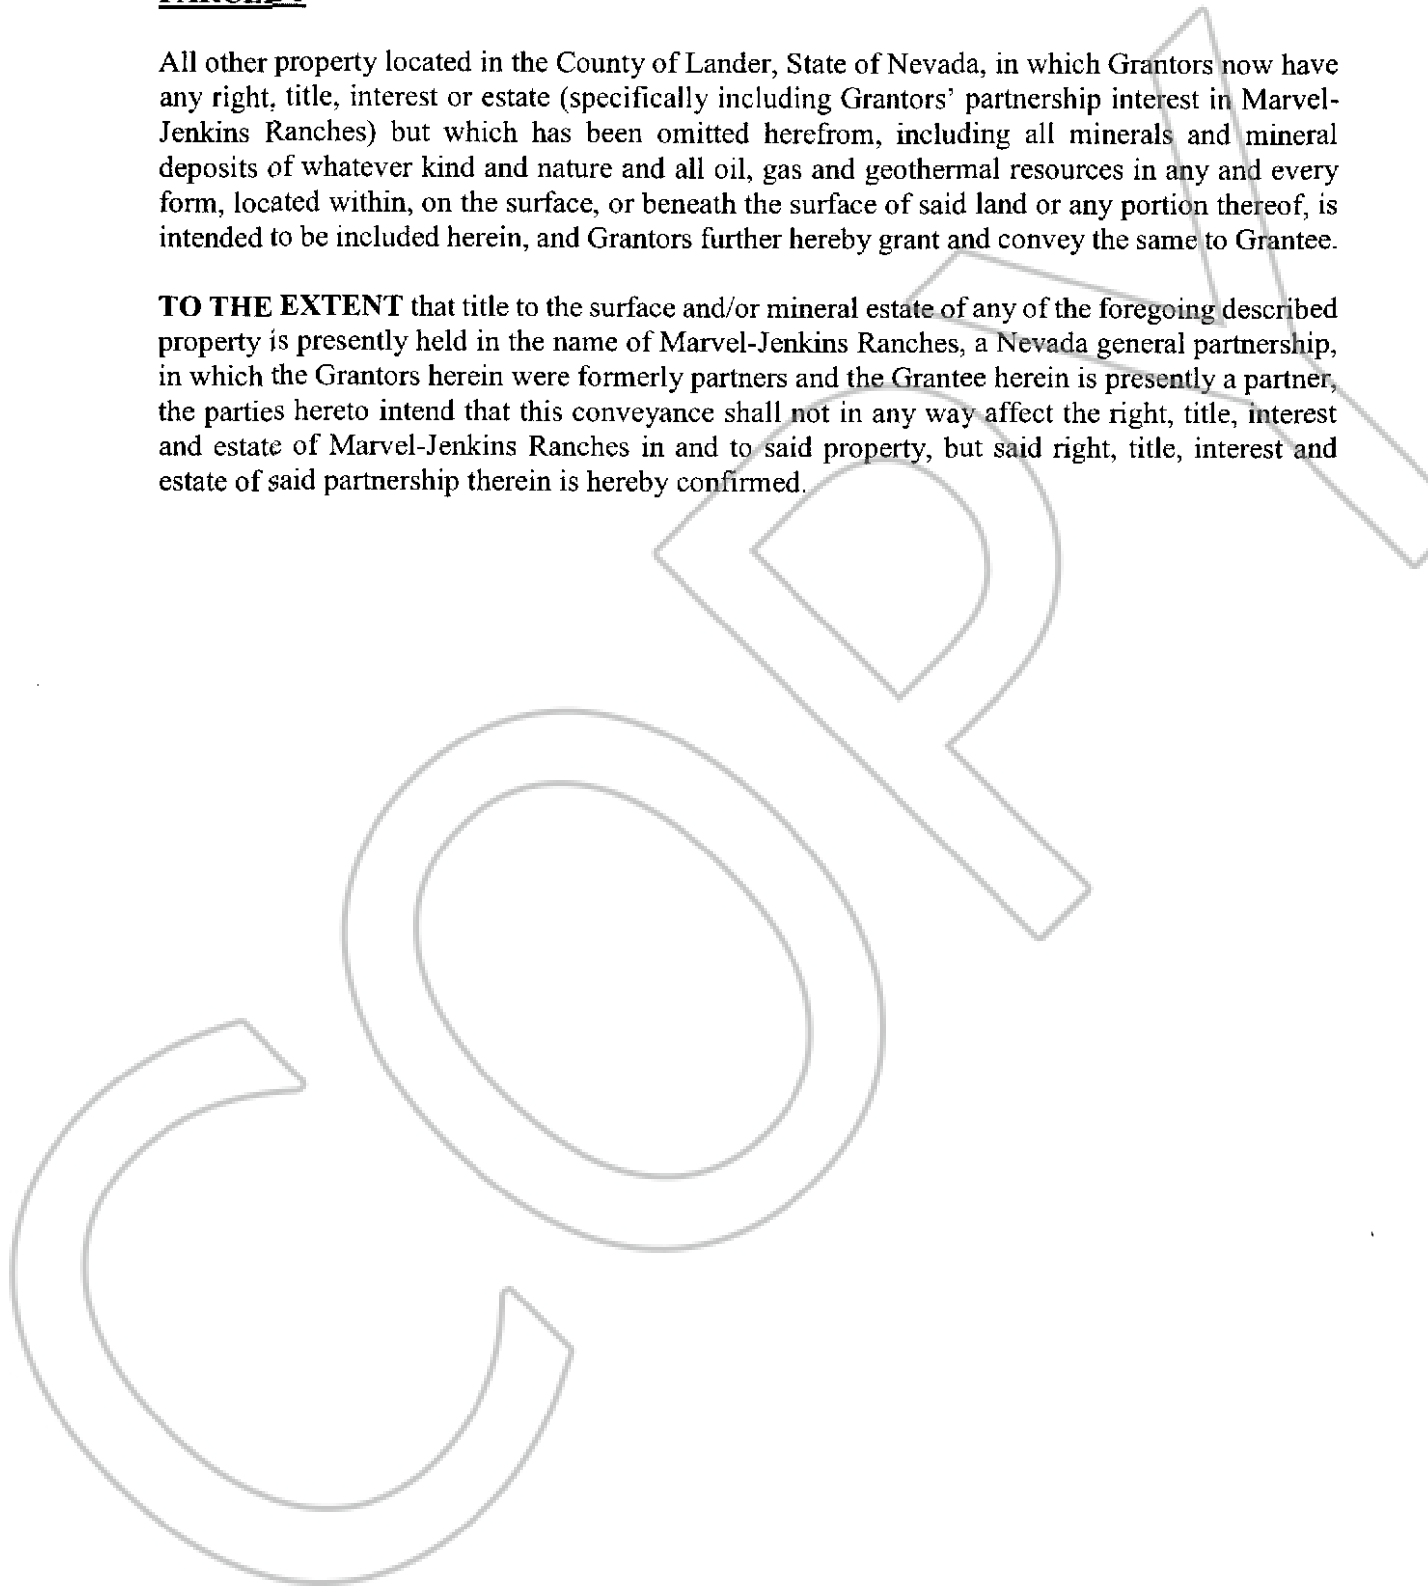 All other property located in the County of Lander, State of Nevada, in which Grantors now have
any right, title, interest or estate (specifically including Grantors' partnership interest in Marvel-
Jenkins Ranches) but which has been omitted herefrom, including all minerals and mineral
deposits of whatever kind and nature and all oil, gas and geothermal resources in any and every
form, located within, on the surface, or beneath the surface of said land or any portion thereof, is
intended to be included herein, and Grantors further hereby grant and convey the same to Grantee.
TO THE EXTENT that title to the surface and/or mineral estate of any of the foregoing described
property is presently held in the name of Marvel-Jenkins Ranches, a Nevada general partnership,
in which the Grantors herein were formerly partners and the Grantee herein is presently a partner,
the parties hereto intend that this conveyance shall not in any way affect the right, title, interest
and estate of Marvel-Jenkins Ranches in and to said property, but said right, title, interest and
estate of said partnership therein is hereby confirmed.
COPY